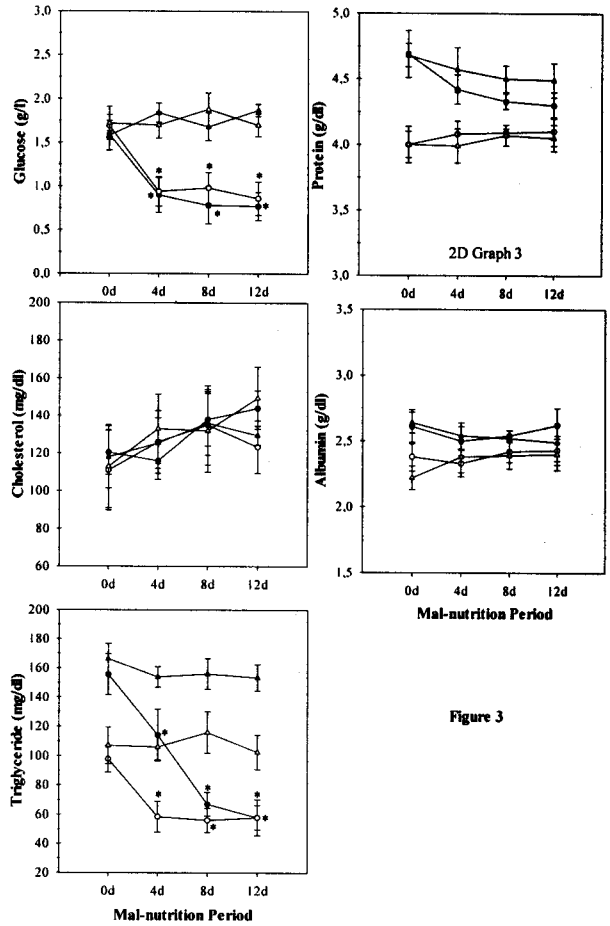 Glucose (g/l)
3,0
2,5
2,0
1,5
1,0
0,5
0,0
* * *
* * *
0d 4d 8d 12d
Protein (g/dl)
5,0
4,5
4,0
3,5
3,0
2D Graph 3
0d 4d 8d 12d
Cholesterol (mg/dl)
200
180
160
140
120
100
80
60
0d 4d 8d 12d
Albumin (g/dl)
3,5
3,0
2,5
2,0
1,5
0d 4d 8d 12d
Mal-nutrition Period
Triglyceride (mg/dl)
200
180
160
140
120
100
80
60
40
20
*
* * *
* *
0d 4d 8d 12d
Mal-nutrition Period
Figure 3